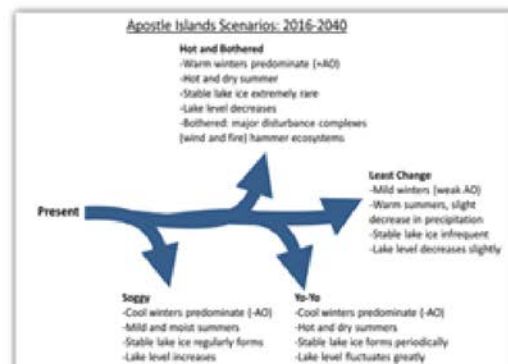 Apostle Islands Scenarios: 2016-2040
Hot and Bothered
-Warm winters predominate (+AO)
-Hot and dry summer
-Stable lake ice extremely rare
-Lake level decreases
-Bothered: major disturbance complexes
(wind and fire) hammer ecosystems
Least Change
-Mild winters (weak AO)
-Warm summers, slight
decrease in precipitation
-Stable lake ice infrequent
-Lake level decreases slightly
Present
Soggy
-Cool winters predominate (-AO)
-Mild and moist summers
-Stable lake ice regularly forms
-Lake level increases
Yo-Yo
-Cool winters predominate (-AO)
-Hot and dry summers
-Stable lake ice forms periodically
-Lake level fluctuates greatly